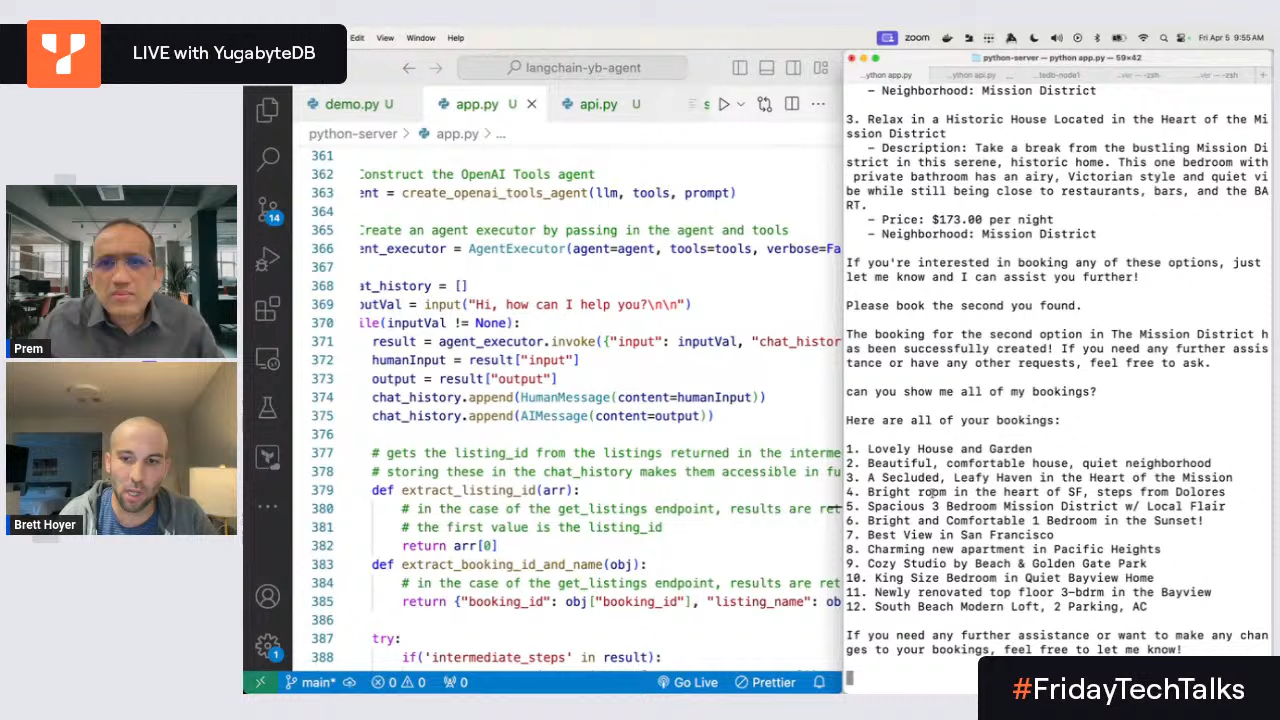 LIVE with YugabyteDB
Edit View Window Help
zoom
Fri Apr 5 9:55 AM
langchain-yb-agent
python-server — python app.py — 59×42
demo.py U
app.py U
api.py U
...ython app.py
...ython api.py
...tedb-node1
...ver — -zsh
...ver — -zsh
python-server > app.py > ...
361
362 Construct the OpenAI Tools agent
363 ent = create_openai_tools_agent(llm, tools, prompt)
364
365 Create an agent executor by passing in the agent and tools
366 ent_executor = AgentExecutor(agent=agent, tools=tools, verbose=Fa
367
368 at_history = []
369 putVal = input("Hi, how can I help you?\n\n")
370 ile(inputVal != None):
371 result = agent_executor.invoke({"input": inputVal, "chat_histor
372 humanInput = result["input"]
373 output = result["output"]
374 chat_history.append(HumanMessage(content=humanInput))
375 chat_history.append(AIMessage(content=output))
376
377 # gets the listing_id from the listings returned in the interme
378 # storing these in the chat_history makes them accessible in fu
379 def extract_listing_id(arr):
380 # in the case of the get_listings endpoint, results are ret
381 # the first value is the listing_id
382 return arr[0]
383 def extract_booking_id_and_name(obj):
384 # in the case of the get_listings endpoint, results are ret
385 return {"booking_id": obj["booking_id"], "listing_name": ob
386
387 try:
388 if('intermediate_steps' in result):
14
1
main*
0 0
0
Go Live
Prettier
- Neighborhood: Mission District
3. Relax in a Historic House Located in the Heart of the Mi
ssion District
- Description: Take a break from the bustling Mission Di
strict in this serene, historic home. This one bedroom with
private bathroom has an airy, Victorian style and quiet vi
be while still being close to restaurants, bars, and the BA
RT.
- Price: $173.00 per night
- Neighborhood: Mission District
If you're interested in booking any of these options, just
let me know and I can assist you further!
Please book the second you found.
The booking for the second option in The Mission District h
as been successfully created! If you need any further assis
tance or have any other requests, feel free to ask.
can you show me all of my bookings?
Here are all of your bookings:
1. Lovely House and Garden
2. Beautiful, comfortable house, quiet neighborhood
3. A Secluded, Leafy Haven in the Heart of the Mission
4. Bright room in the heart of SF, steps from Dolores
5. Spacious 3 Bedroom Mission District w/ Local Flair
6. Bright and Comfortable 1 Bedroom in the Sunset!
7. Best View in San Francisco
8. Charming new apartment in Pacific Heights
9. Cozy Studio by Beach & Golden Gate Park
10. King Size Bedroom in Quiet Bayview Home
11. Newly renovated top floor 3-bdrm in the Bayview
12. South Beach Modern Loft, 2 Parking, AC
If you need any further assistance or want to make any chan
ges to your bookings, feel free to let me know!
Prem
Brett Hoyer
#FridayTechTalks